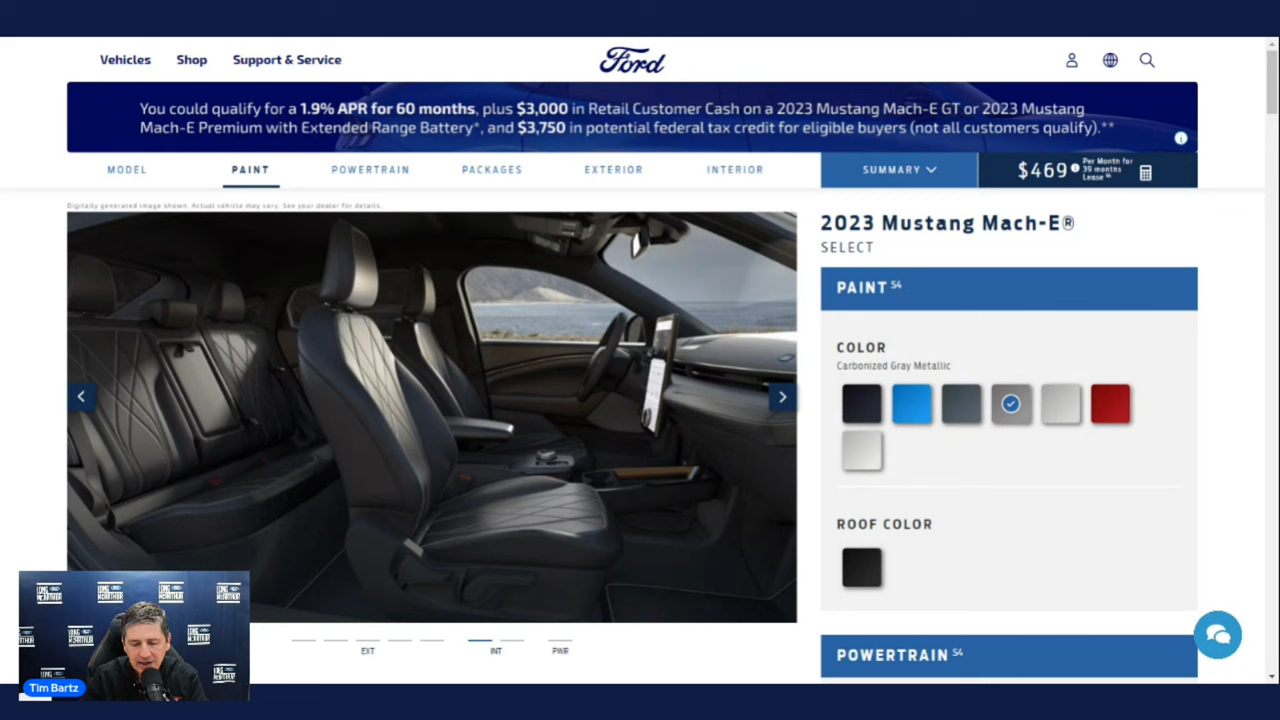 Vehicles
Shop
Support & Service
Ford
You could qualify for a 1.9% APR for 60 months, plus $3,000 in Retail Customer Cash on a 2023 Mustang Mach-E GT or 2023 Mustang
Mach-E Premium with Extended Range Battery*, and $3,750 in potential federal tax credit for eligible buyers (not all customers qualify).**
MODEL
PAINT
POWERTRAIN
PACKAGES
EXTERIOR
INTERIOR
SUMMARY
$469
Per Month for
39 months
Lease
Digitally generated image shown. Actual vehicle may vary. See your dealer for details.
2023 Mustang Mach-E®
SELECT
PAINT S4
COLOR
Carbonized Gray Metallic
ROOF COLOR
EXT
INT
PWR
POWERTRAIN S4
LONG
McARTHUR
Tim Bartz